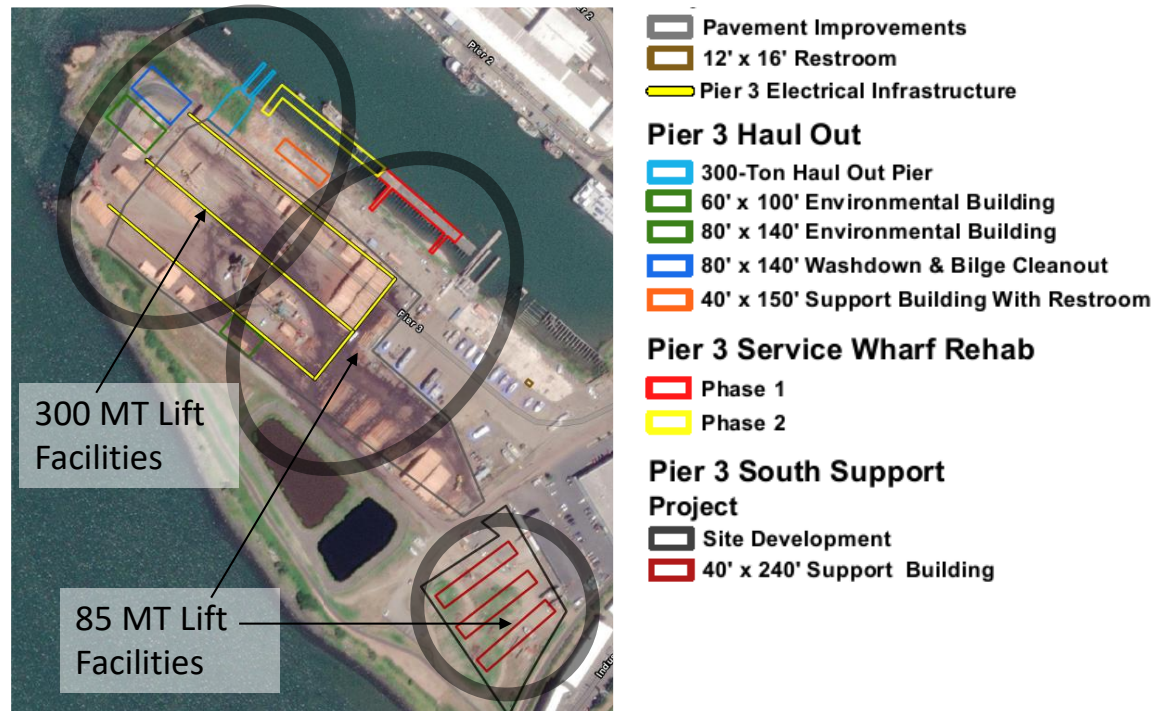 Pier 2
Pier 2
Pier 3
300 MT Lift
Facilities
85 MT Lift
Facilities
Pavement Improvements
12' x 16' Restroom
Pier 3 Electrical Infrastructure
Pier 3 Haul Out
300-Ton Haul Out Pier
60' x 100' Environmental Building
80' x 140' Environmental Building
80' x 140' Washdown & Bilge Cleanout
40' x 150' Support Building With Restroom
Pier 3 Service Wharf Rehab
Phase 1
Phase 2
Pier 3 South Support
Project
Site Development
40' x 240' Support Building